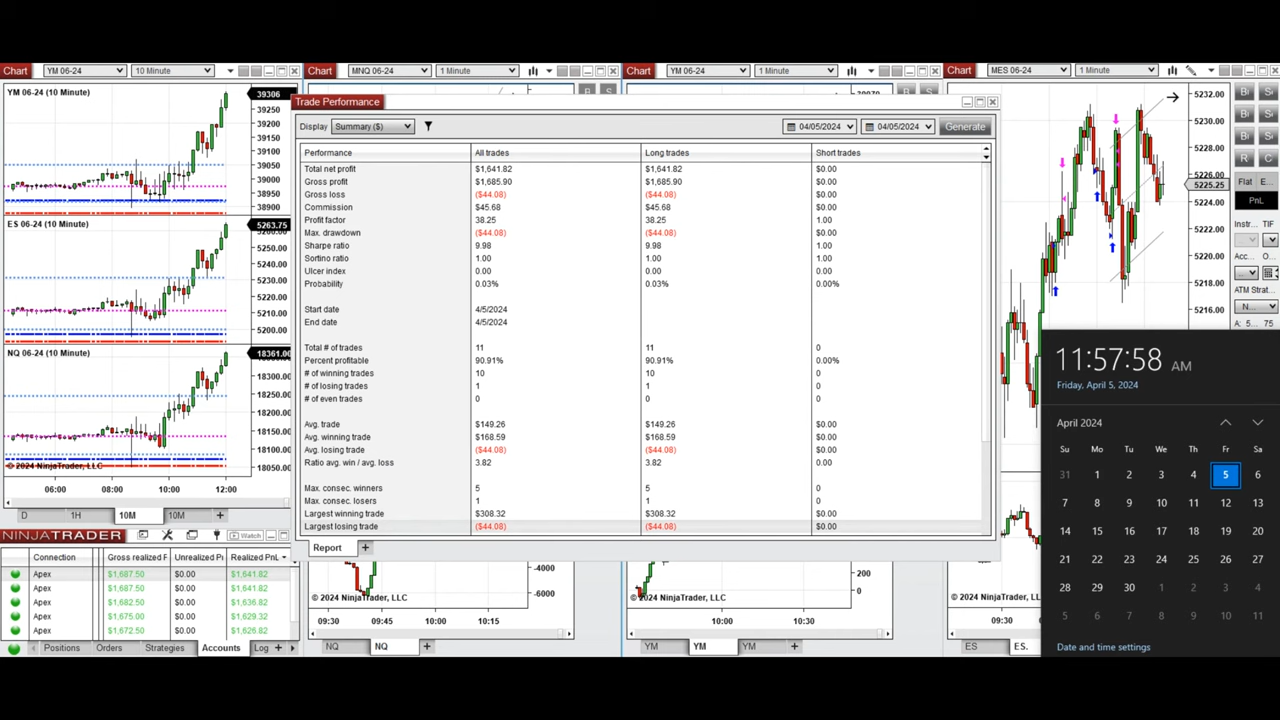 Chart YM 06-24 10 Minute
Chart MNQ 06-24 1 Minute
Chart YM 06-24 1 Minute
Chart MES 06-24 1 Minute
YM 06-24 (10 Minute)
39306
39250
39150
39050
38950
38900
ES 06-24 (10 Minute)
5263.75
5260.00
5240.00
5220.00
5200.00
NQ 06-24 (10 Minute)
18361.00
18300.00
18250.00
18150.00
18100.00
18050.00
© 2024 NinjaTrader, LLC
06:00 08:00 10:00 12:00
D 1H 10M 10M +
Trade Performance
Display Summary ($) 04/05/2024 04/05/2024 Generate
Performance All trades Long trades Short trades
Total net profit $1,641.82 $1,641.82 $0.00
Gross profit $1,685.90 $1,685.90 $0.00
Gross loss ($44.08) ($44.08) $0.00
Commission $45.68 $45.68 $0.00
Profit factor 38.25 38.25 1.00
Max. drawdown ($44.08) ($44.08) $0.00
Sharpe ratio 9.98 9.98 1.00
Sortino ratio 1.00 1.00 1.00
Ulcer index 0.00 0.00 0.00
Probability 0.03% 0.03% 0.00%
Start date 4/5/2024
End date 4/5/2024
Total # of trades 11 11 0
Percent profitable 90.91% 90.91% 0.00%
# of winning trades 10 10 0
# of losing trades 1 1 0
# of even trades 0 0 0
Avg. trade $149.26 $149.26 $0.00
Avg. winning trade $168.59 $168.59 $0.00
Avg. losing trade ($44.08) ($44.08) $0.00
Ratio avg. win / avg. loss 3.82 3.82 0.00
Max. consec. winners 5 5 0
Max. consec. losers 1 1 0
Largest winning trade $308.32 $308.32 $0.00
Largest losing trade ($44.08) ($44.08) $0.00
Report +
NINJATRADER Watch
Connection Gross realized P Unrealized P Realized PnL
Apex $1,687.50 $0.00 $1,641.82
Apex $1,687.50 $0.00 $1,641.82
Apex $1,682.50 $0.00 $1,636.82
Apex $1,675.00 $0.00 $1,629.32
Apex $1,672.50 $0.00 $1,626.82
Positions Orders Strategies Accounts Log +
-4000
-6000
© 2024 NinjaTrader, LLC
09:30 09:45 10:00 10:15
NQ NQ +
200
0
© 2024 NinjaTrader, LLC
10:00 10:30
YM YM YM +
5232.00
5230.00
5228.00
5226.00
5225.25
5224.00
5222.00
5220.00
5218.00
5216.00
Flat E...
PnL
Instr... TIF
Acc... O...
ATM Strat...
N...
A: 5... 75
© 2024 NinjaTrader, LLC
09:30
ES ES.
11:57:58 AM
Friday, April 5, 2024
April 2024
Su Mo Tu We Th Fr Sa
31 1 2 3 4 5 6
7 8 9 10 11 12 13
14 15 16 17 18 19 20
21 22 23 24 25 26 27
28 29 30 1 2 3 4
5 6 7 8 9 10 11
Date and time settings